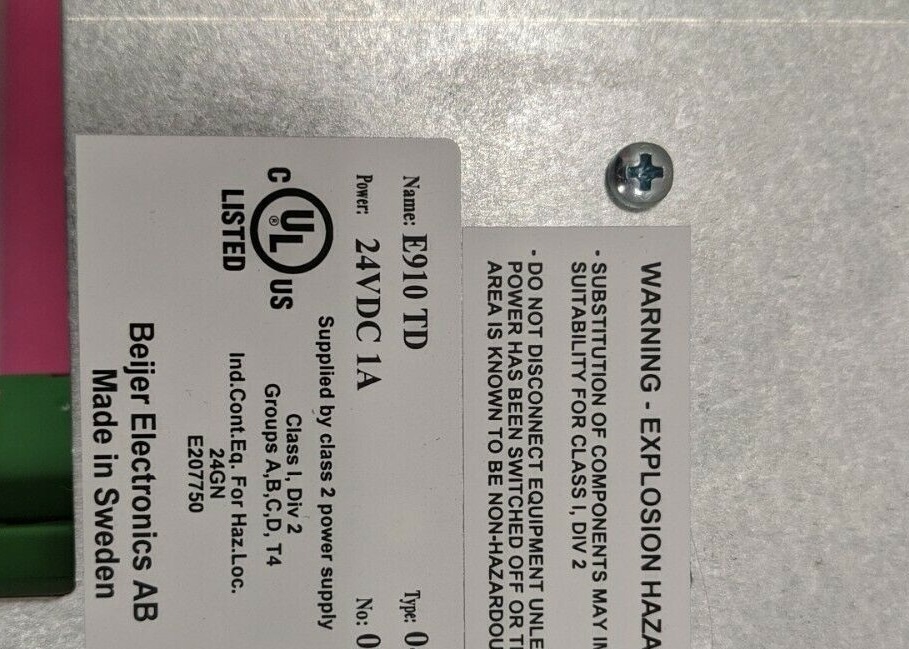 WARNING - EXPLOSION
• SUBSTITUTION OF COMPONENTS MAY
SUITABILITY FOR CLASS I, DIV 2
• DO NOT DISCONNECT EQUIPMENT
POWER HAS BEEN SWITCHED OFF OR
AREA IS KNOWN TO BE
Name: E910 TD
Type:
Power: 24VDC 1A
No:
Supplied by class 2 power supply
C UL ® US
LISTED
Class I, Div 2
Groups A,B,C,D, T4
Ind.Cont.Eq. For Haz.Loc.
24GN
E207750
Beijer Electronics AB
Made in Sweden